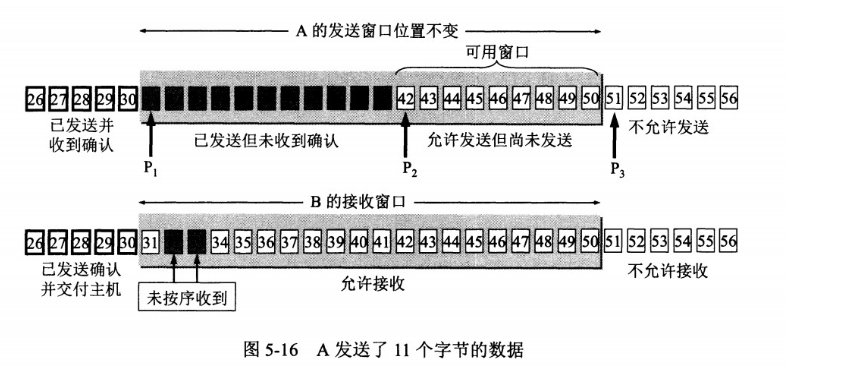 A 的发送窗口位置不变
可用窗口
26 27 28 29 30 42 43 44 45 46 47 48 49 50 51 52 53 54 55 56
已发送并
收到确认
已发送但未收到确认
允许发送但尚未发送
不允许发送
P1
P2
P3
B 的接收窗口
26 27 28 29 30 31 34 35 36 37 38 39 40 41 42 43 44 45 46 47 48 49 50 51 52 53 54 55 56
已发送确认
并交付主机
未按序收到
允许接收
不允许接收
图 5-16 A 发送了 11 个字节的数据